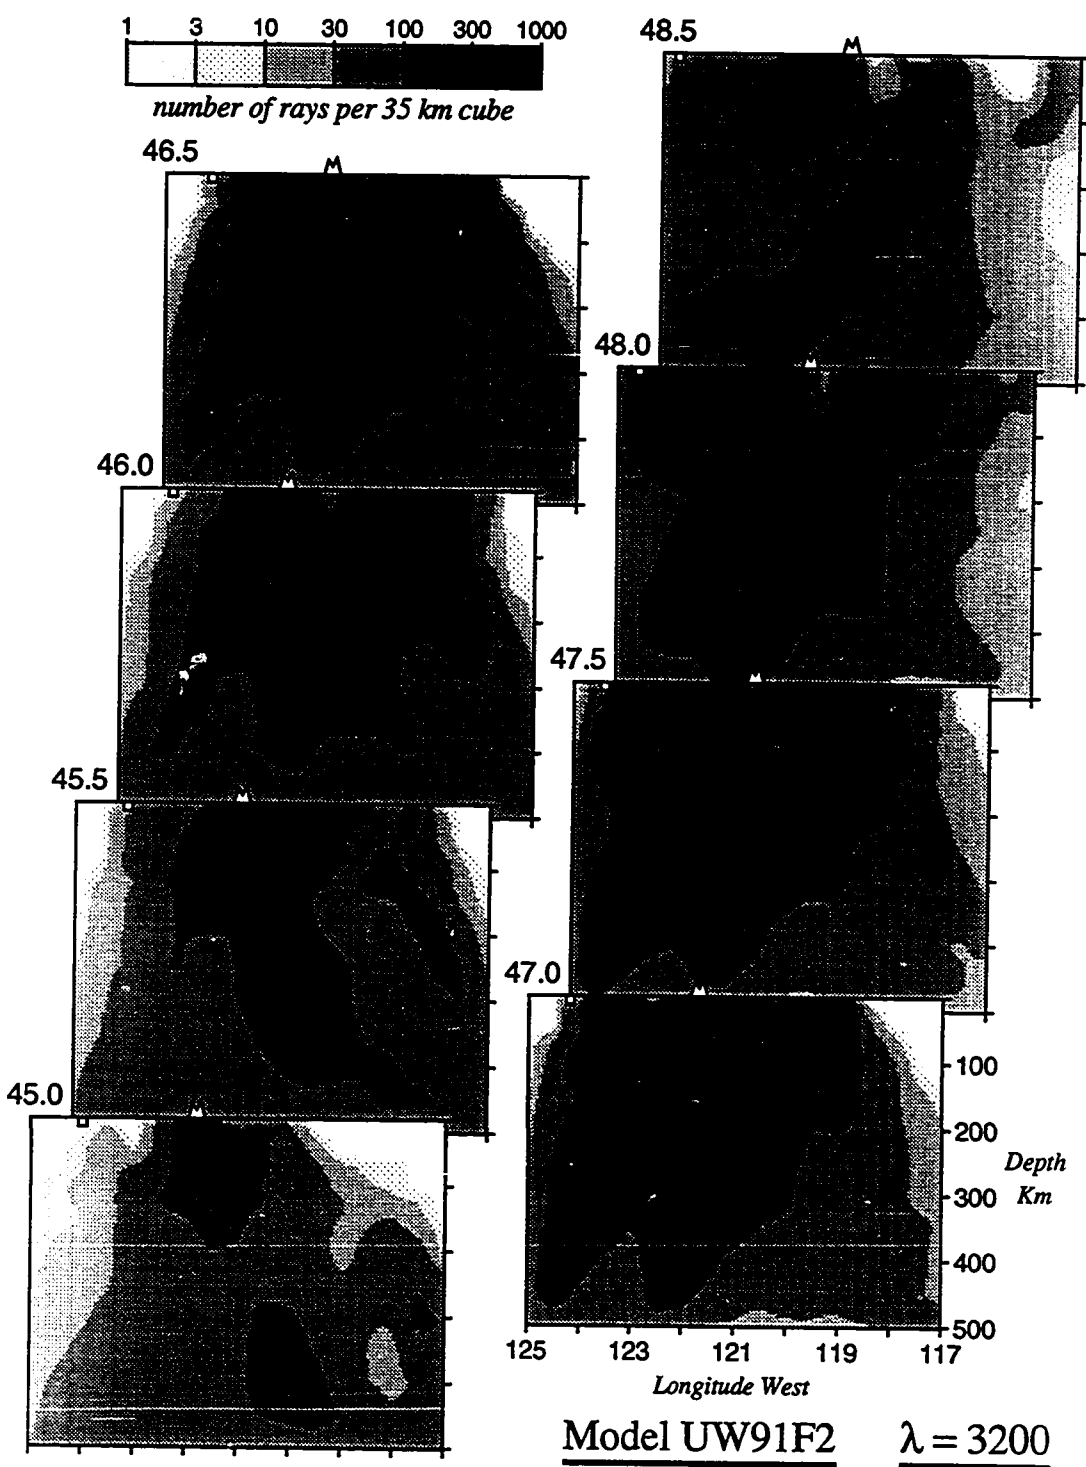 1 3 10 30 100 300 1000
number of rays per 35 km cube
48.5
46.5
48.0
46.0
47.5
45.5
47.0
45.0
100
200
300
400
500
Depth
Km
125 123 121 119 117
Longitude West
Model UW91F2 λ = 3200